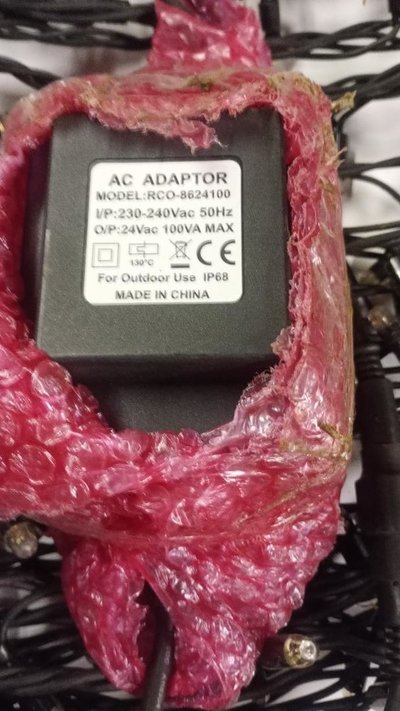 AC ADAPTOR
MODEL:RCO-8624100
I/P:230-240Vac 50Hz
O/P:24Vac 100VA MAX
130°C CE
For Outdoor Use IP68
MADE IN CHINA